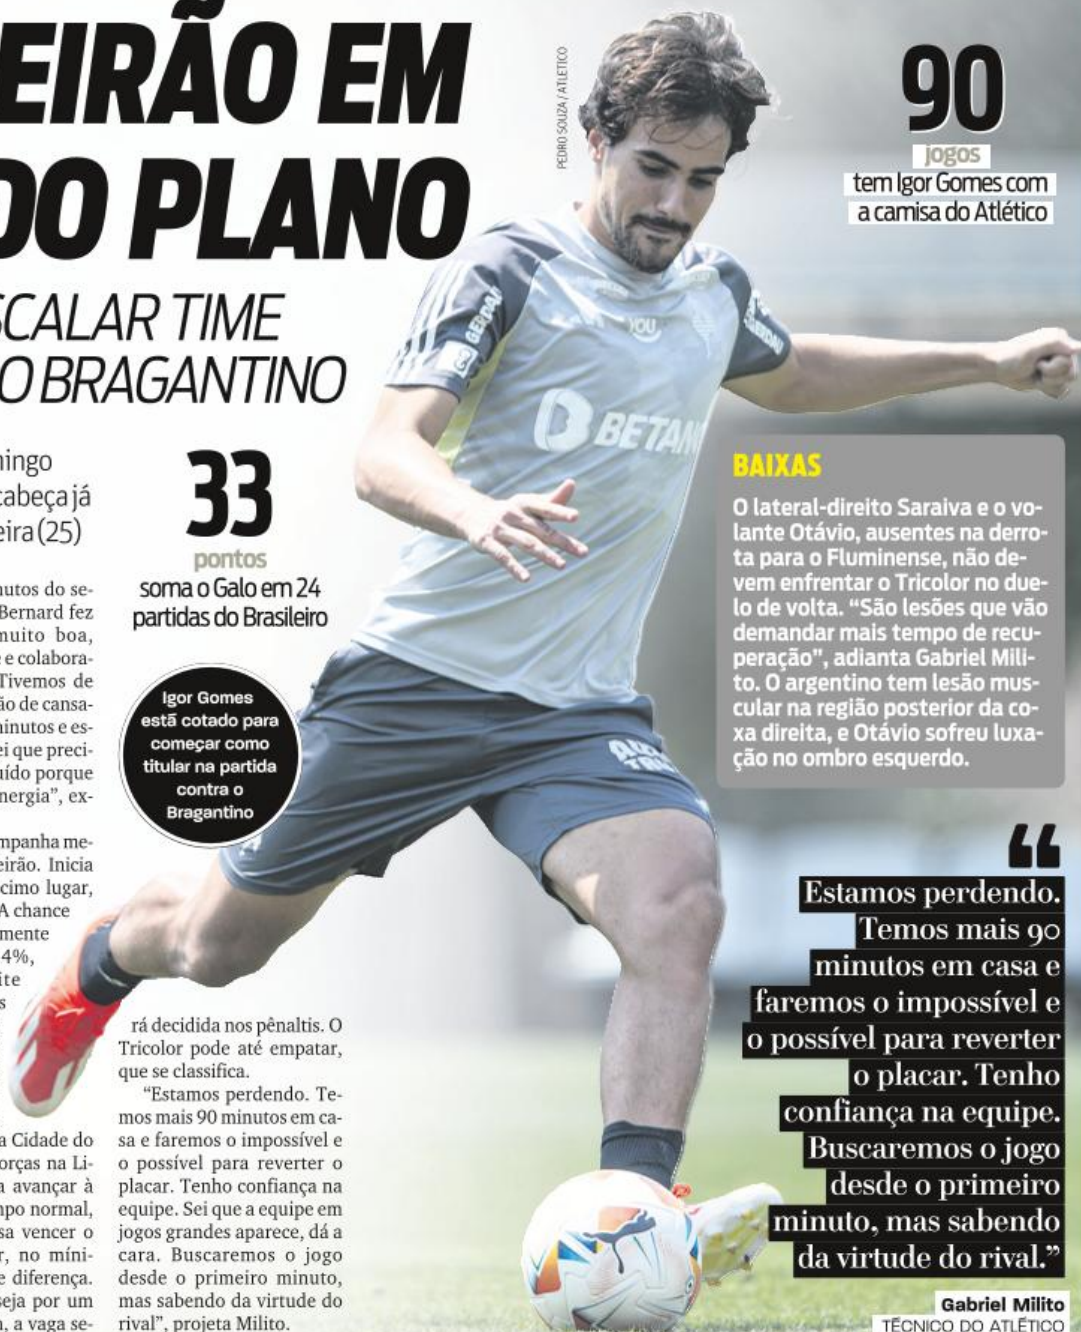 EIRÃO EM
DO PLANO
SCALAR TIME
O BRAGANTINO
PEDRO SOUZA / ATLETICO
90
jogos
tem Igor Gomes com
a camisa do Atlético
ingo
cabeça já
eira (25)
33
pontos
soma o Galo em 24
partidas do Brasileiro
Igor Gomes
está cotado para
começar como
titular na partida
contra o
Bragantino
GERDAU
YOU
GERDAU
BETAN
BAIXAS
O lateral-direito Saraiva e o vo-
lante Otávio, ausentes na derro-
ta para o Fluminense, não de-
vem enfrentar o Tricolor no due-
lo de volta. “São lesões que vão
demandar mais tempo de recu-
peração”, adianta Gabriel Mili-
to. O argentino tem lesão mus-
cular na região posterior da co-
xa direita, e Otávio sofreu luxa-
ção no ombro esquerdo.
nutos do se-
Bernard fez
muito boa,
e e colabora-
Tivemos de
ão de cansa-
minutos e es-
ei que preci-
uído porque
nergia”, ex-
mpanha me-
eirão. Inicia
cimo lugar,
A chance
mente
4%,
ite
s
a Cidade do
orças na Li-
a avançar à
npo normal,
sa vencer o
r, no míni-
e diferença.
seja por um
, a vaga se-
rá decidida nos pênaltis. O
Tricolor pode até empatar,
que se classifica.
“Estamos perdendo. Te-
mos mais 90 minutos em ca-
sa e faremos o impossível e
o possível para reverter o
placar. Tenho confiança na
equipe. Sei que a equipe em
jogos grandes aparece, dá a
cara. Buscaremos o jogo
desde o primeiro minuto,
mas sabendo da virtude do
rival”, projeta Milito.
“
Estamos perdendo.
Temos mais 90
minutos em casa e
faremos o impossível e
o possível para reverter
o placar. Tenho
confiança na equipe.
Buscaremos o jogo
desde o primeiro
minuto, mas sabendo
da virtude do rival.”
Gabriel Milito
TÉCNICO DO ATLÉTICO